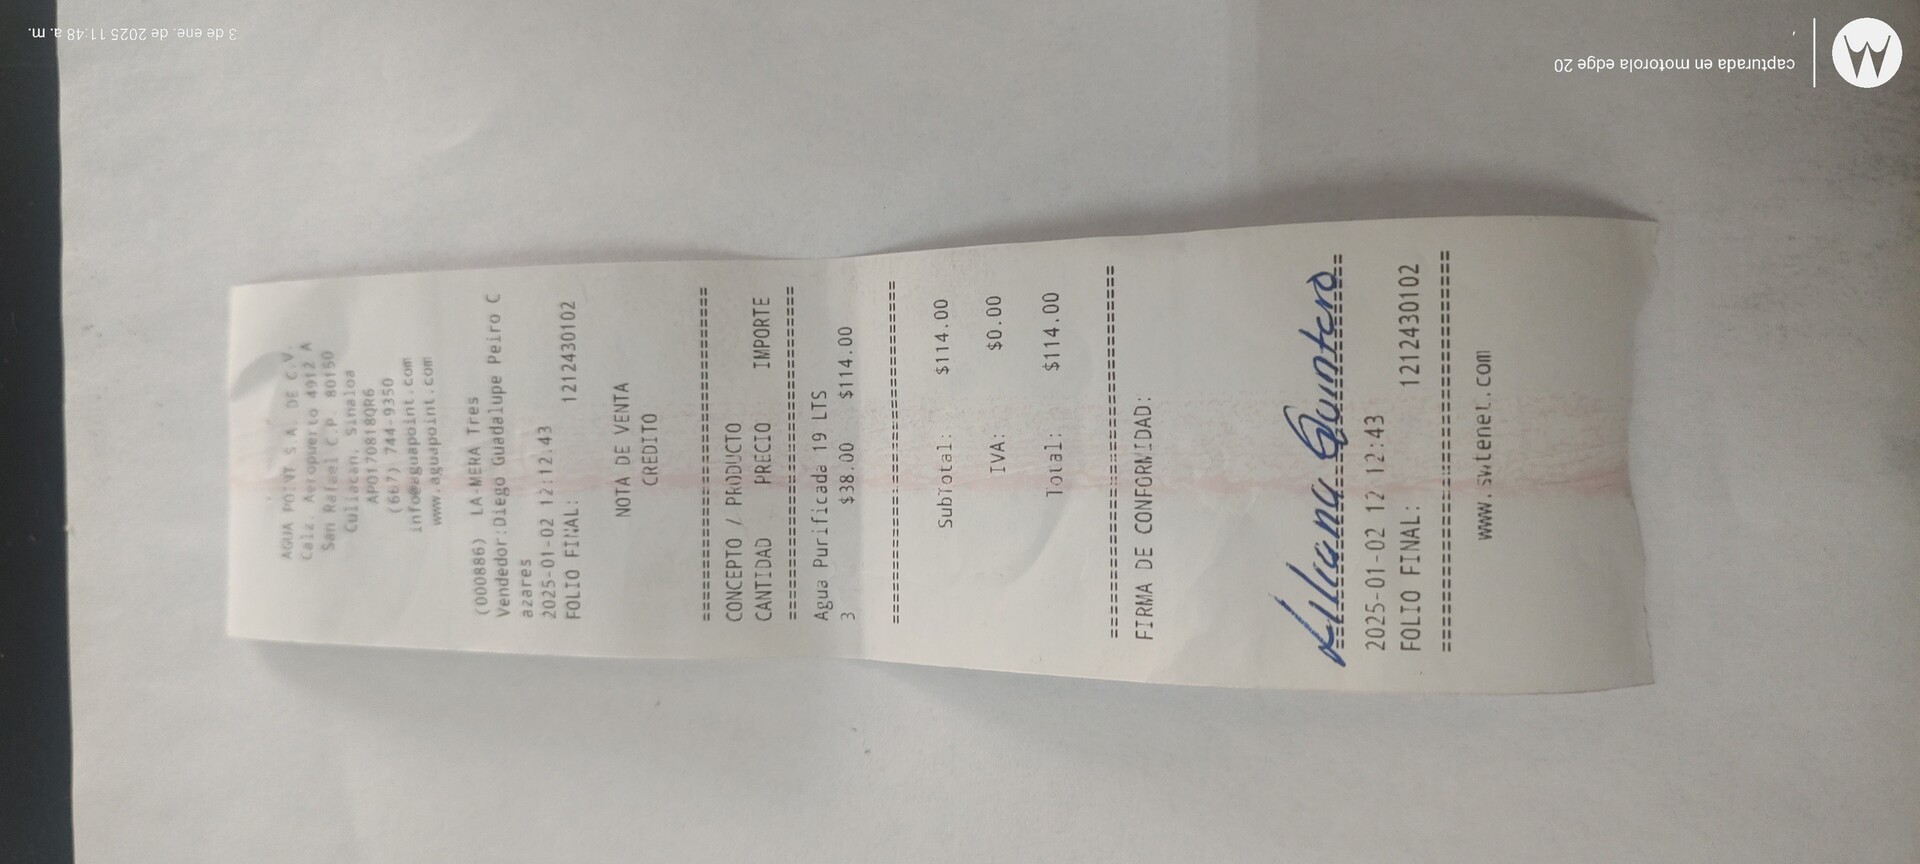 AGUA POINT S.A. DE C.V.
Calz. Aeropuerto 4912 A
San Rafael C.P. 80150
Culiacan, Sinaloa
APO170818QR6
(667) 744-9350
info@aguapoint.com
www.aguapoint.com
(000886) LA-MERA Tres
Vendedor:Diego Guadalupe Peiro C
azares
2025-01-02 12:12:43
FOLIO FINAL: 1212430102
NOTA DE VENTA
CREDITO
================================
CONCEPTO / PRODUCTO
CANTIDAD PRECIO IMPORTE
================================
Agua Purificada 19 LTS
3 $38.00 $114.00
================================
SubTotal: $114.00
IVA: $0.00
Total: $114.00
================================
FIRMA DE CONFORMIDAD:
Liliana Quintero
================================
2025-01-02 12:12:43
FOLIO FINAL: 1212430102
================================
www.swtenet.com
capturada en motorola edge 20
3 de ene. de 2025 11:48 a. m.